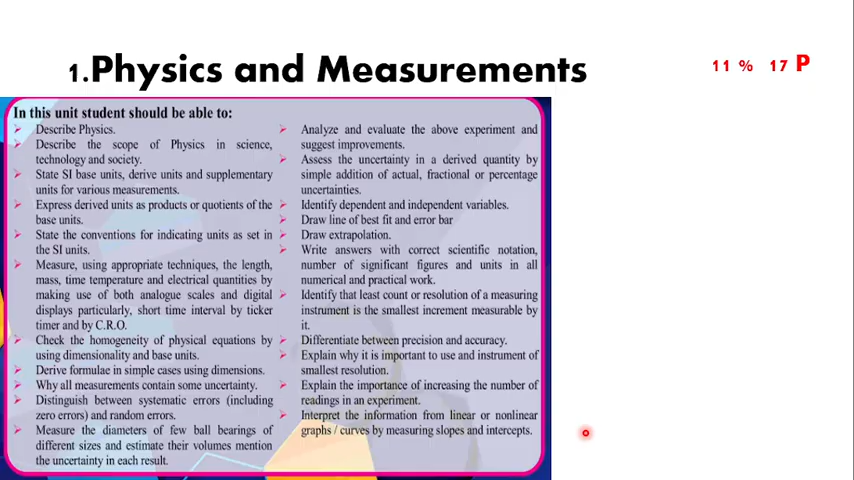 1.Physics and Measurements
11 % 17 P
In this unit student should be able to:
Describe Physics.
Describe the scope of Physics in science,
technology and society.
State SI base units, derive units and supplementary
units for various measurements.
Express derived units as products or quotients of the
base units.
State the conventions for indicating units as set in
the SI units.
Measure, using appropriate techniques, the length,
mass, time temperature and electrical quantities by
making use of both analogue scales and digital
displays particularly, short time interval by ticker
timer and by C.R.O.
Check the homogeneity of physical equations by
using dimensionality and base units.
Derive formulae in simple cases using dimensions.
Why all measurements contain some uncertainty.
Distinguish between systematic errors (including
zero errors) and random errors.
Measure the diameters of few ball bearings of
different sizes and estimate their volumes mention
the uncertainty in each result.
Analyze and evaluate the above experiment and
suggest improvements.
Assess the uncertainty in a derived quantity by
simple addition of actual, fractional or percentage
uncertainties.
Identify dependent and independent variables.
Draw line of best fit and error bar
Draw extrapolation.
Write answers with correct scientific notation,
number of significant figures and units in all
numerical and practical work.
Identify that least count or resolution of a measuring
instrument is the smallest increment measurable by
it.
Differentiate between precision and accuracy.
Explain why it is important to use and instrument of
smallest resolution.
Explain the importance of increasing the number of
readings in an experiment.
Interpret the information from linear or nonlinear
graphs / curves by measuring slopes and intercepts.